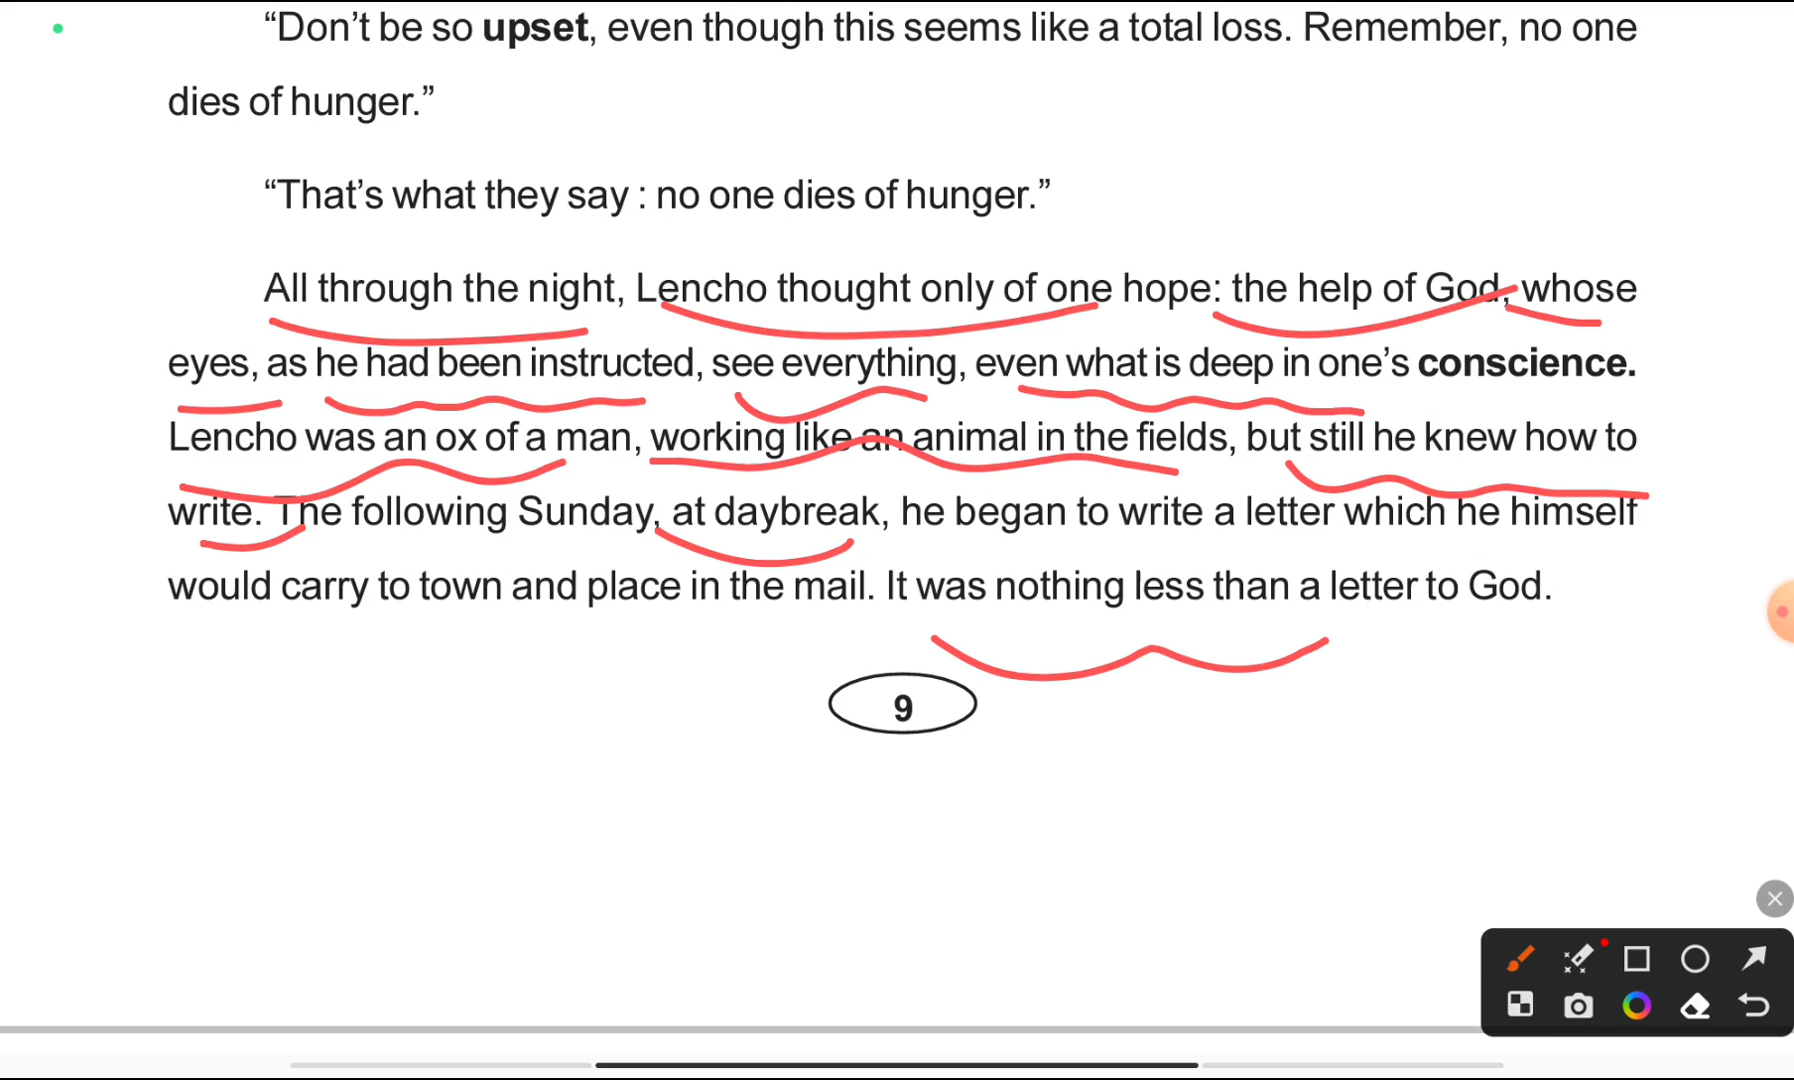 “Don’t be so upset, even though this seems like a total loss. Remember, no one
dies of hunger.”
“That’s what they say : no one dies of hunger.”
All through the night, Lencho thought only of one hope: the help of God, whose
eyes, as he had been instructed, see everything, even what is deep in one’s conscience.
Lencho was an ox of a man, working like an animal in the fields, but still he knew how to
write. The following Sunday, at daybreak, he began to write a letter which he himself
would carry to town and place in the mail. It was nothing less than a letter to God.
9